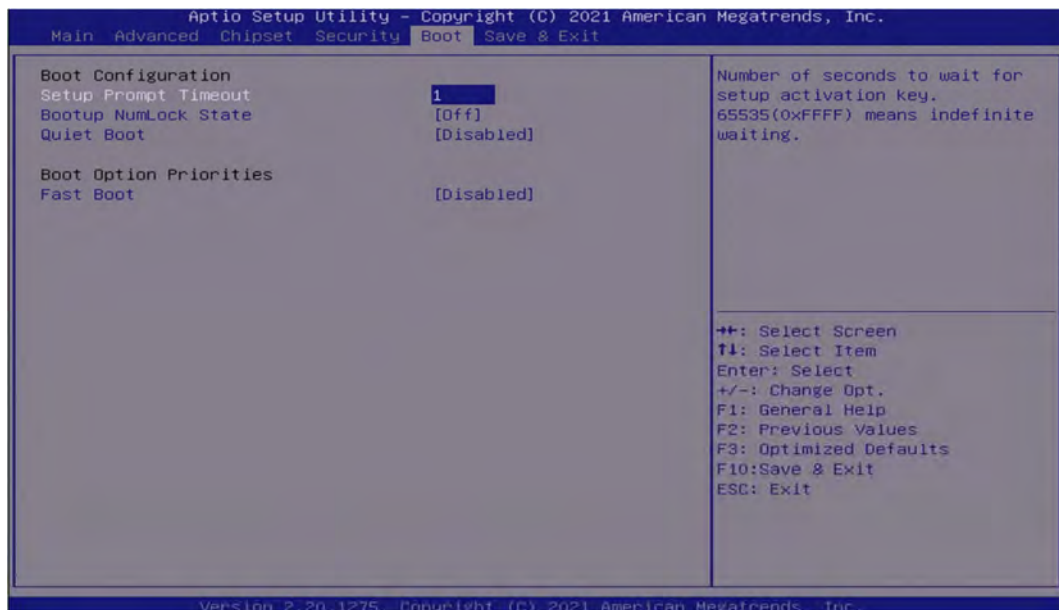 Aptio Setup Utility – Copyright (C) 2021 American Megatrends, Inc.
Main Advanced Chipset Security Boot Save & Exit
Boot Configuration
Setup Prompt Timeout 1
Bootup NumLock State [Off]
Quiet Boot [Disabled]
Boot Option Priorities
Fast Boot [Disabled]
Number of seconds to wait for
setup activation key.
65535(0xFFFF) means indefinite
waiting.
→←: Select Screen
↑↓: Select Item
Enter: Select
+/-: Change Opt.
F1: General Help
F2: Previous Values
F3: Optimized Defaults
F10:Save & Exit
ESC: Exit
Version 2.20.1275. Copyright (C) 2021 American Megatrends, Inc.